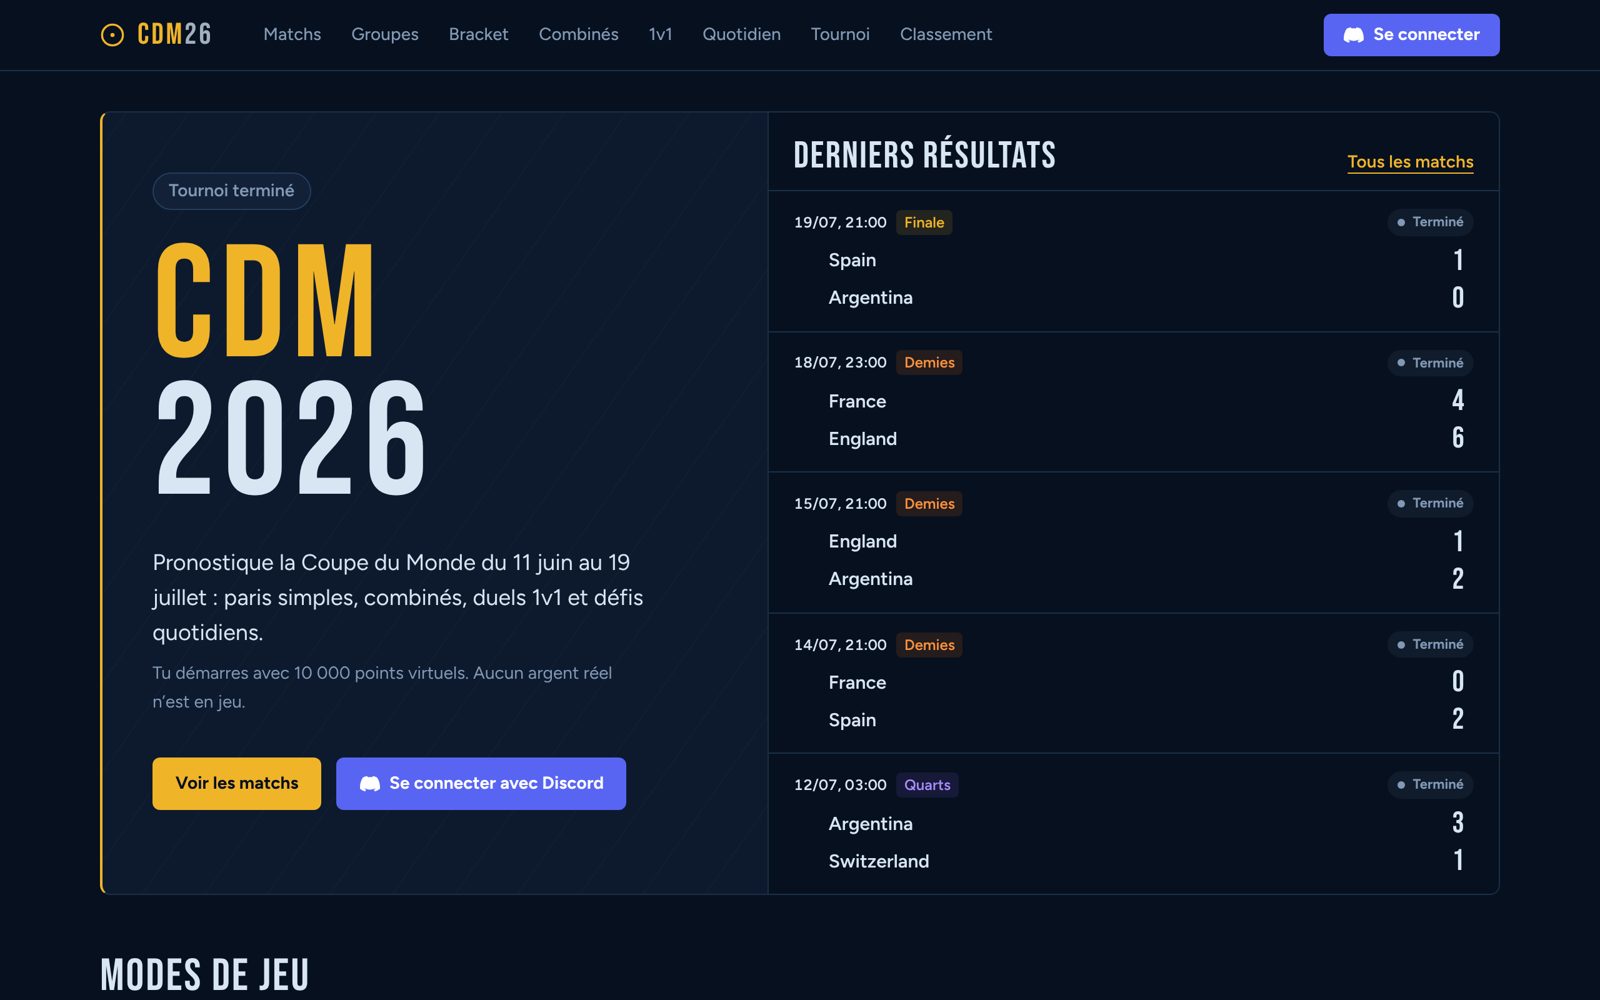 CDM26
Matchs
Groupes
Bracket
Combinés
1v1
Quotidien
Tournoi
Classement
Se connecter
Tournoi terminé
CDM
2026
Pronostique la Coupe du Monde du 11 juin au 19
juillet : paris simples, combinés, duels 1v1 et défis
quotidiens.
Tu démarres avec 10 000 points virtuels. Aucun argent réel
n'est en jeu.
Voir les matchs
Se connecter avec Discord
DERNIERS RÉSULTATS
Tous les matchs
19/07, 21:00 Finale Terminé
Spain 1
Argentina 0
18/07, 23:00 Demies Terminé
France 4
England 6
15/07, 21:00 Demies Terminé
England 1
Argentina 2
14/07, 21:00 Demies Terminé
France 0
Spain 2
12/07, 03:00 Quarts Terminé
Argentina 3
Switzerland 1
MODES DE JEU